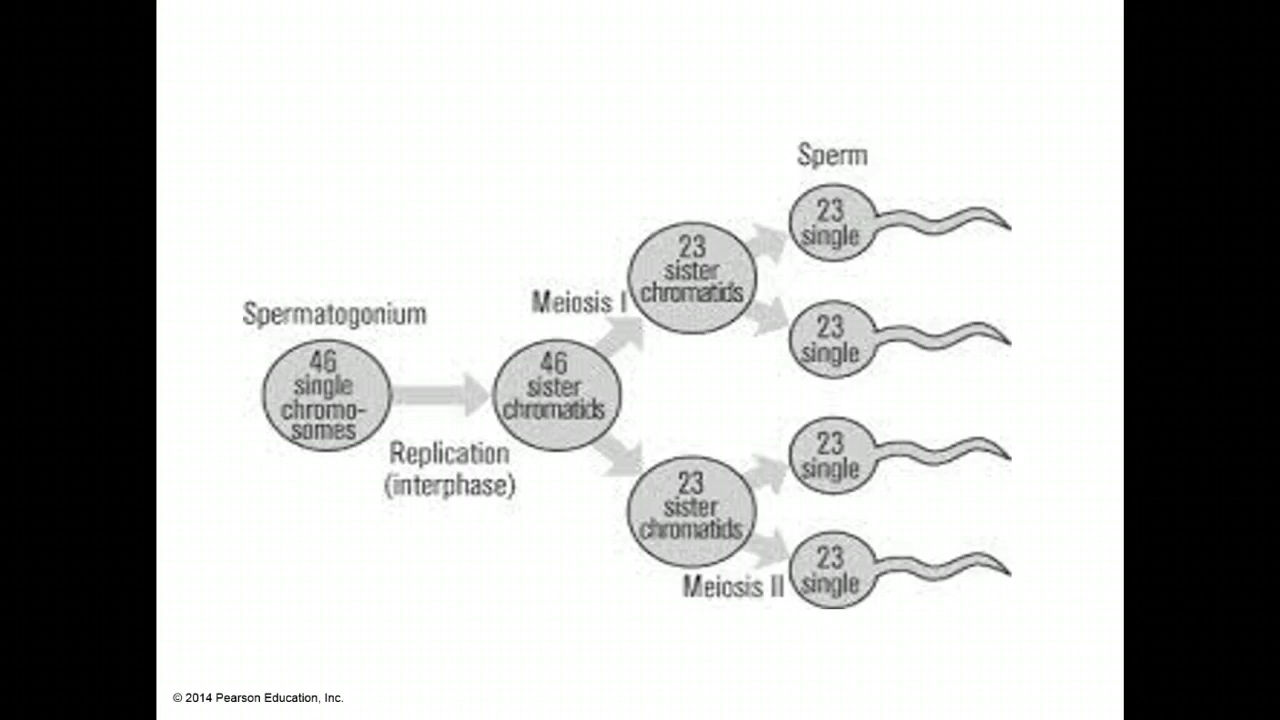 Sperm
23
single
23
sister
chromatids
Meiosis I
23
single
Spermatogonium
46
single
chromo-
somes
46
sister
chromatids
Replication
(interphase)
23
single
23
sister
chromatids
Meiosis II
23
single
© 2014 Pearson Education, Inc.